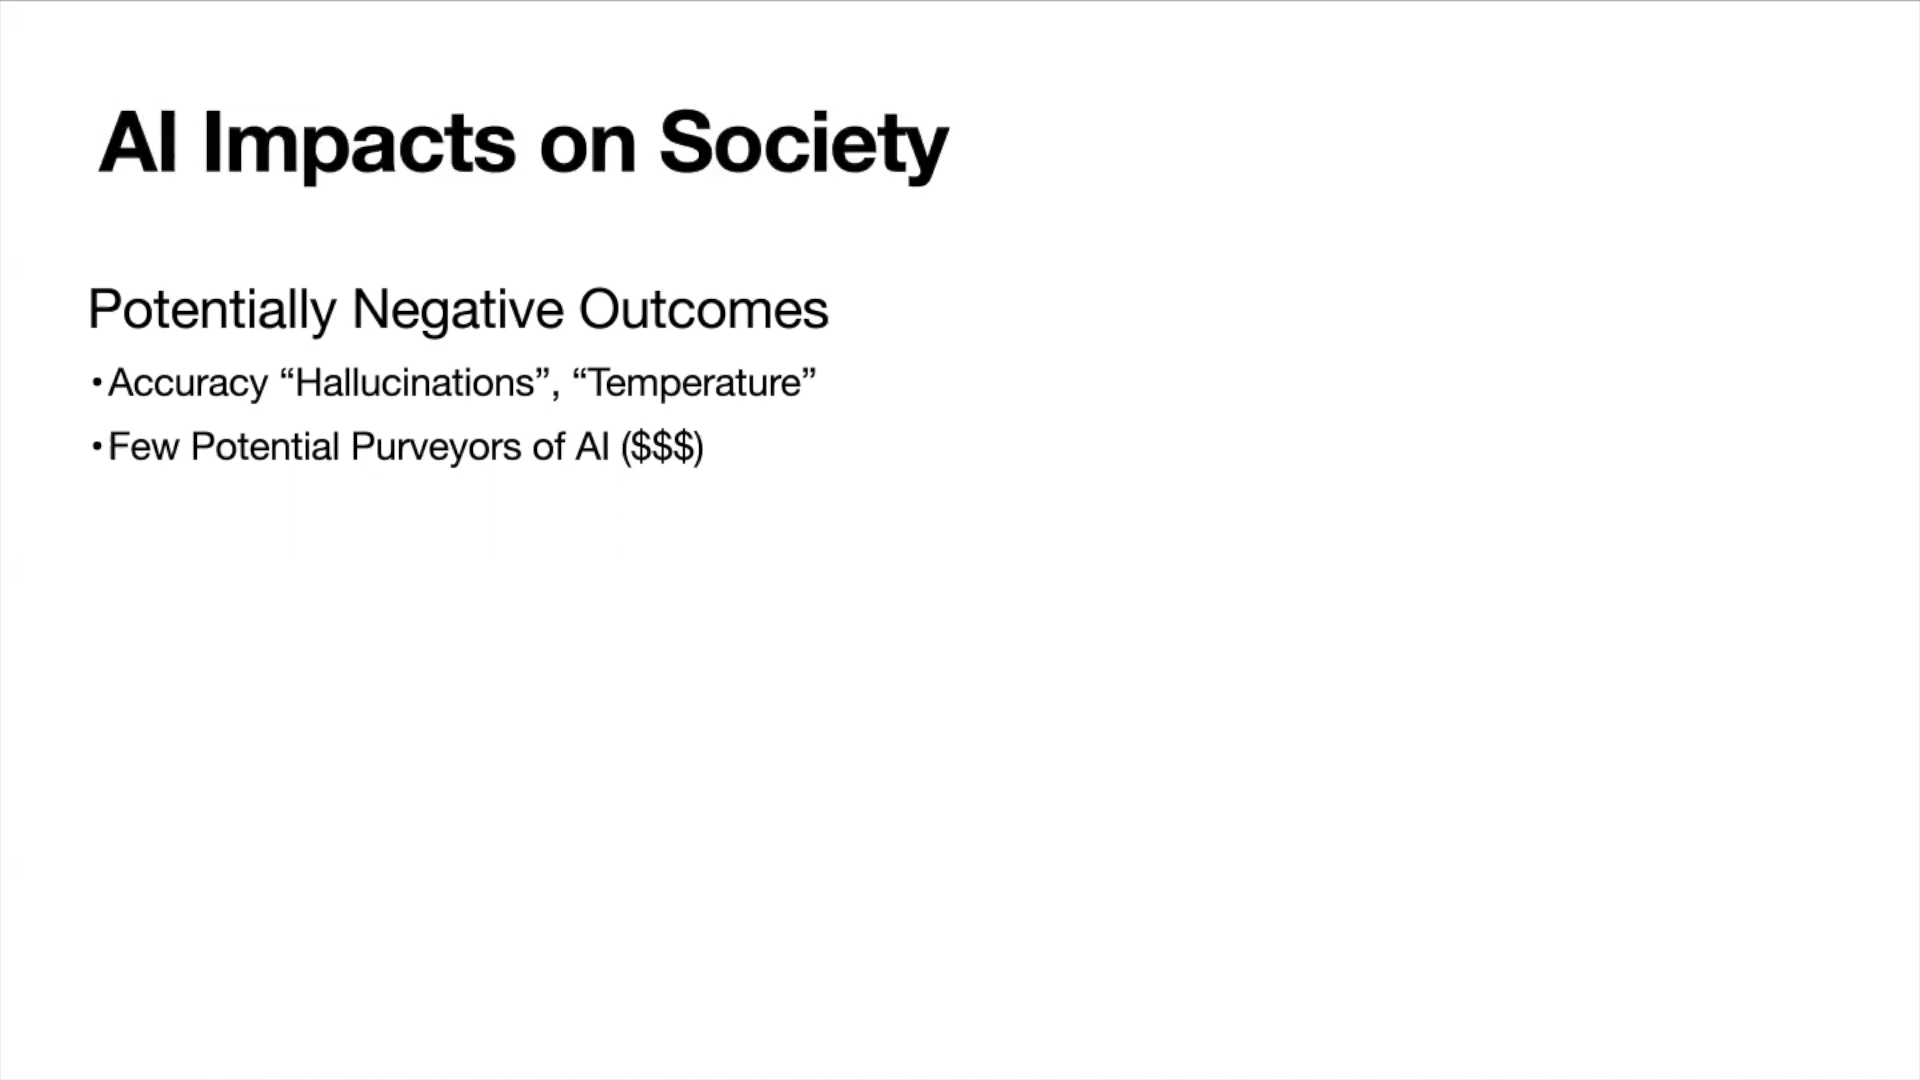 AI Impacts on Society
Potentially Negative Outcomes
•Accuracy “Hallucinations”, “Temperature”
•Few Potential Purveyors of AI ($$$)